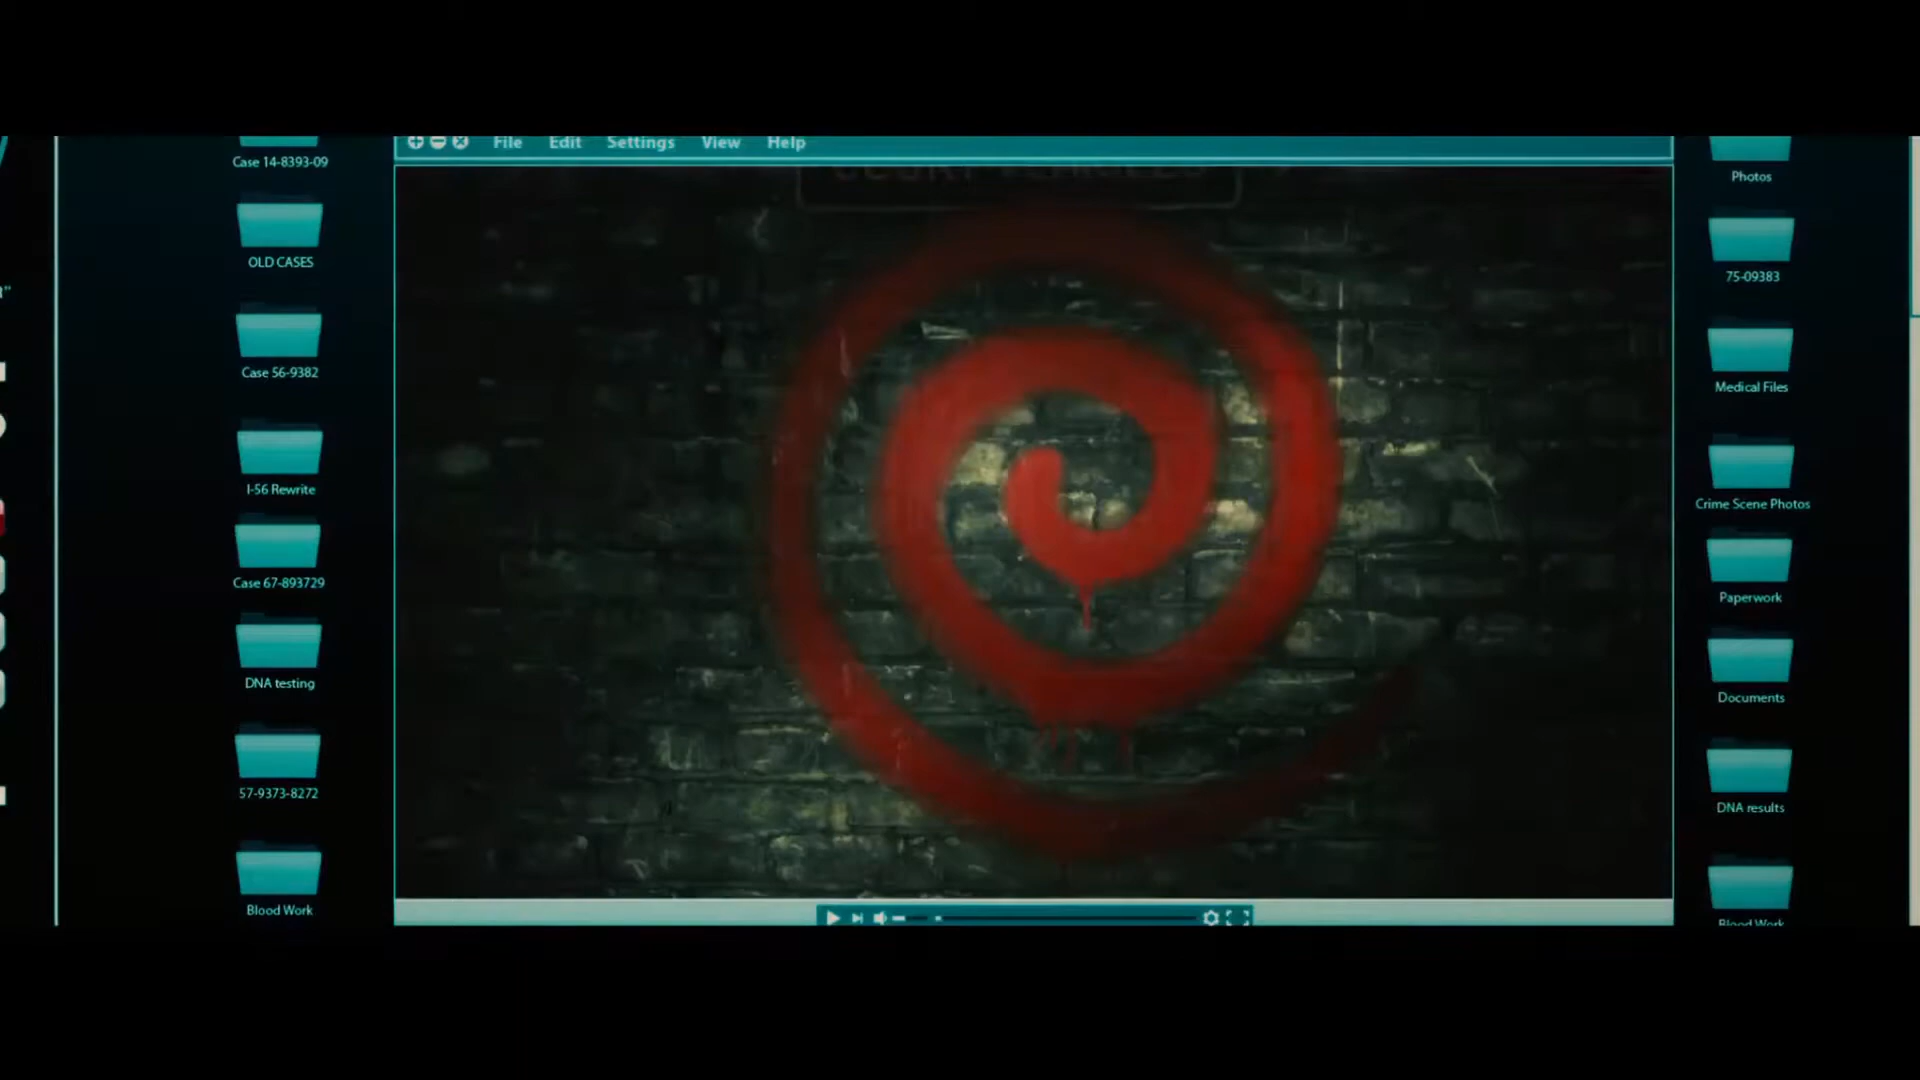 File Edit Settings View Help
Case 14-8393-09
OLD CASES
Case 56-9382
I-56 Rewrite
Case 67-893729
DNA testing
57-9373-8272
Blood Work
Photos
75-09383
Medical Files
Crime Scene Photos
Paperwork
Documents
DNA results
Blood Work